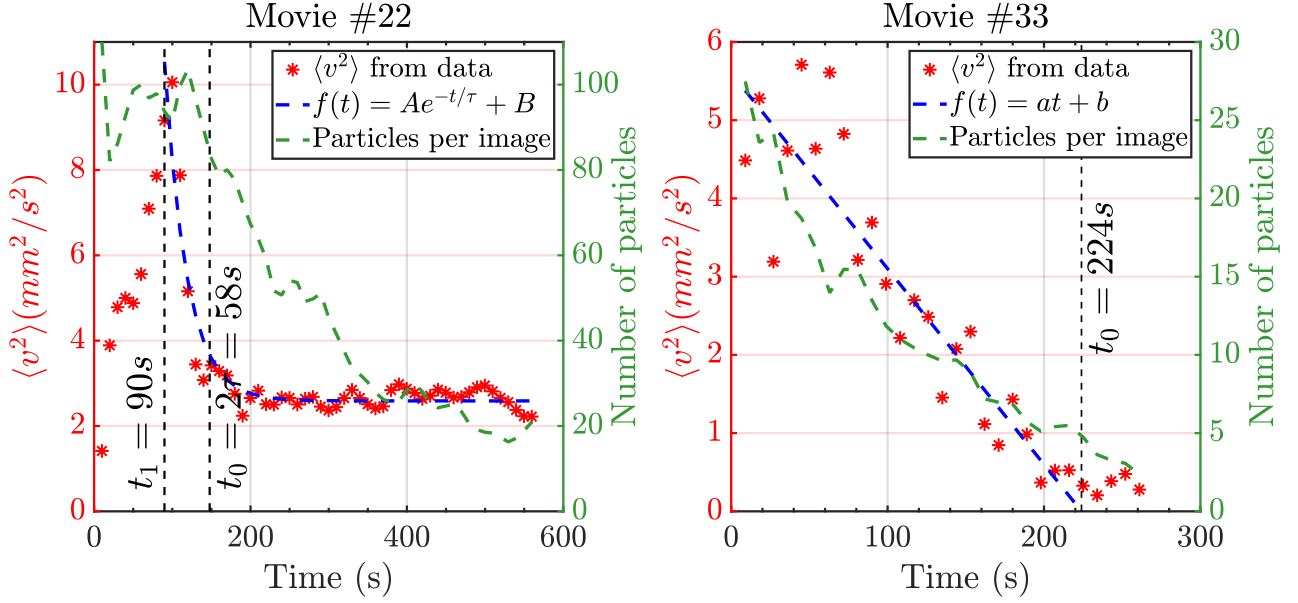 Movie #22
⟨v²⟩ from data
f(t) = Ae^{-t/τ} + B
Particles per image
⟨v²⟩(mm²/s²)
10
8
6
4
2
0
t₁ = 90s
t₀ = 2τ = 58s
100
80
60
40
20
0
Number of particles
0 200 400 600
Time (s)
Movie #33
⟨v²⟩ from data
f(t) = at + b
Particles per image
⟨v²⟩(mm²/s²)
6
5
4
3
2
1
0
t₀ = 224s
30
25
20
15
10
5
0
Number of particles
0 100 200 300
Time (s)